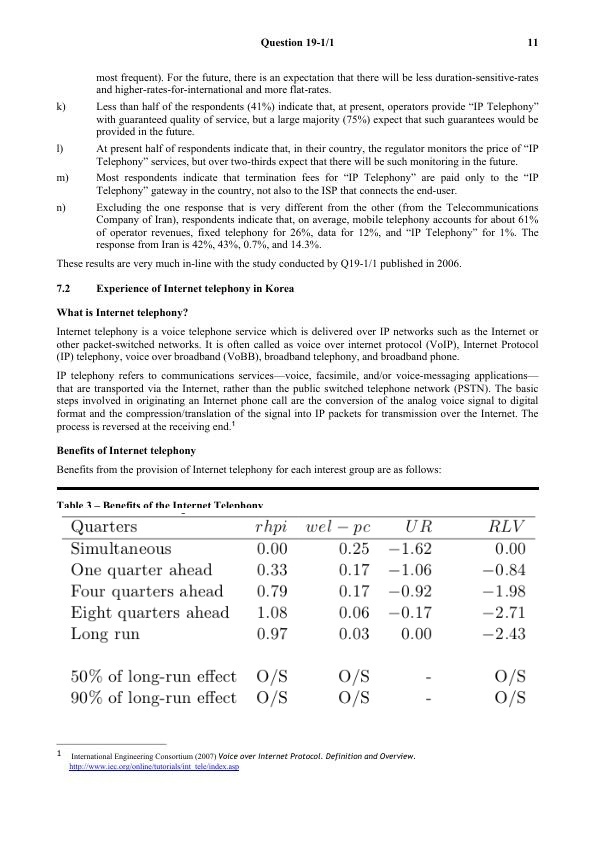 Question 19-1/1 11
most frequent). For the future, there is an expectation that there will be less duration-sensitive-rates
and higher-rates-for-international and more flat-rates.
k) Less than half of the respondents (41%) indicate that, at present, operators provide “IP Telephony”
with guaranteed quality of service, but a large majority (75%) expect that such guarantees would be
provided in the future.
l) At present half of respondents indicate that, in their country, the regulator monitors the price of “IP
Telephony” services, but over two-thirds expect that there will be such monitoring in the future.
m) Most respondents indicate that termination fees for “IP Telephony” are paid only to the “IP
Telephony” gateway in the country, not also to the ISP that connects the end-user.
n) Excluding the one response that is very different from the other (from the Telecommunications
Company of Iran), respondents indicate that, on average, mobile telephony accounts for about 61%
of operator revenues, fixed telephony for 26%, data for 12%, and “IP Telephony” for 1%. The
response from Iran is 42%, 43%, 0.7%, and 14.3%.
These results are very much in-line with the study conducted by Q19-1/1 published in 2006.
7.2 Experience of Internet telephony in Korea
What is Internet telephony?
Internet telephony is a voice telephone service which is delivered over IP networks such as the Internet or
other packet-switched networks. It is often called as voice over internet protocol (VoIP), Internet Protocol
(IP) telephony, voice over broadband (VoBB), broadband telephony, and broadband phone.
IP telephony refers to communications services—voice, facsimile, and/or voice-messaging applications—
that are transported via the Internet, rather than the public switched telephone network (PSTN). The basic
steps involved in originating an Internet phone call are the conversion of the analog voice signal to digital
format and the compression/translation of the signal into IP packets for transmission over the Internet. The
process is reversed at the receiving end.1
Benefits of Internet telephony
Benefits from the provision of Internet telephony for each interest group are as follows:
Table 3 – Benefits of the Internet Telephony
Quarters rhpi wel − pc UR RLV
Simultaneous 0.00 0.25 −1.62 0.00
One quarter ahead 0.33 0.17 −1.06 −0.84
Four quarters ahead 0.79 0.17 −0.92 −1.98
Eight quarters ahead 1.08 0.06 −0.17 −2.71
Long run 0.97 0.03 0.00 −2.43
50% of long-run effect O/S O/S - O/S
90% of long-run effect O/S O/S - O/S
1 International Engineering Consortium (2007) Voice over Internet Protocol. Definition and Overview.
http://www.iec.org/online/tutorials/int_tele/index.asp